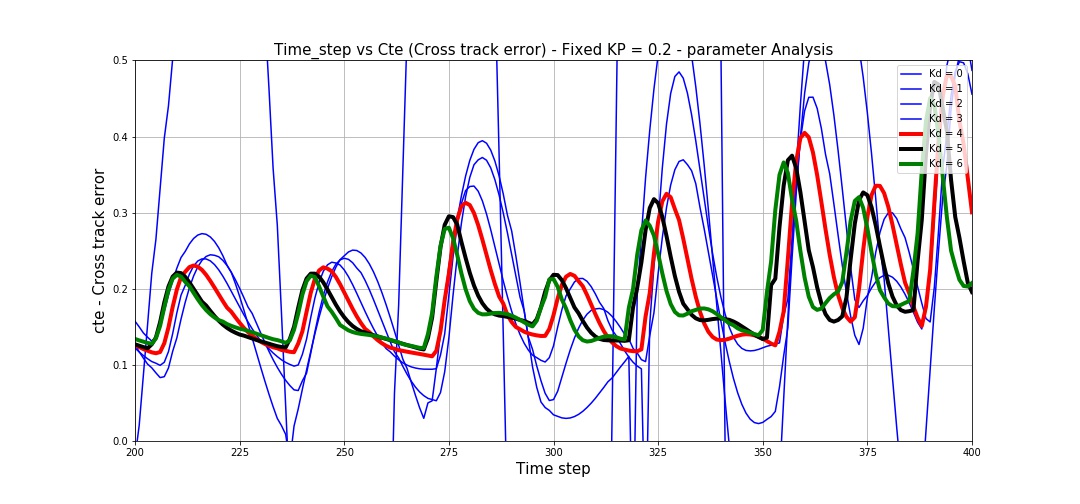 Time_step vs Cte (Cross track error) - Fixed KP = 0.2 - parameter Analysis
cte - Cross track error
0.5
0.4
0.3
0.2
0.1
0.0
Kd = 0
Kd = 1
Kd = 2
Kd = 3
Kd = 4
Kd = 5
Kd = 6
200 225 250 275 300 325 350 375 400
Time step